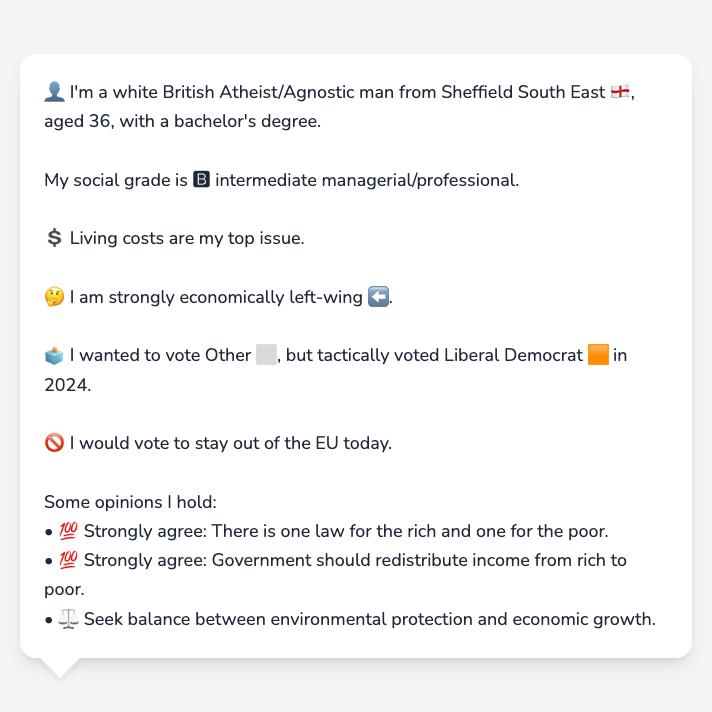 👤 I'm a white British Atheist/Agnostic man from Sheffield South East 🏴󠁧󠁢󠁥󠁮󠁧󠁿,
aged 36, with a bachelor's degree.
My social grade is 🅱 intermediate managerial/professional.
💲 Living costs are my top issue.
🤔 I am strongly economically left-wing ⬅️.
🗳️ I wanted to vote Other ⬜, but tactically voted Liberal Democrat 🟧 in
2024.
🚫 I would vote to stay out of the EU today.
Some opinions I hold:
• 💯 Strongly agree: There is one law for the rich and one for the poor.
• 💯 Strongly agree: Government should redistribute income from rich to
poor.
• ⚖️ Seek balance between environmental protection and economic growth.